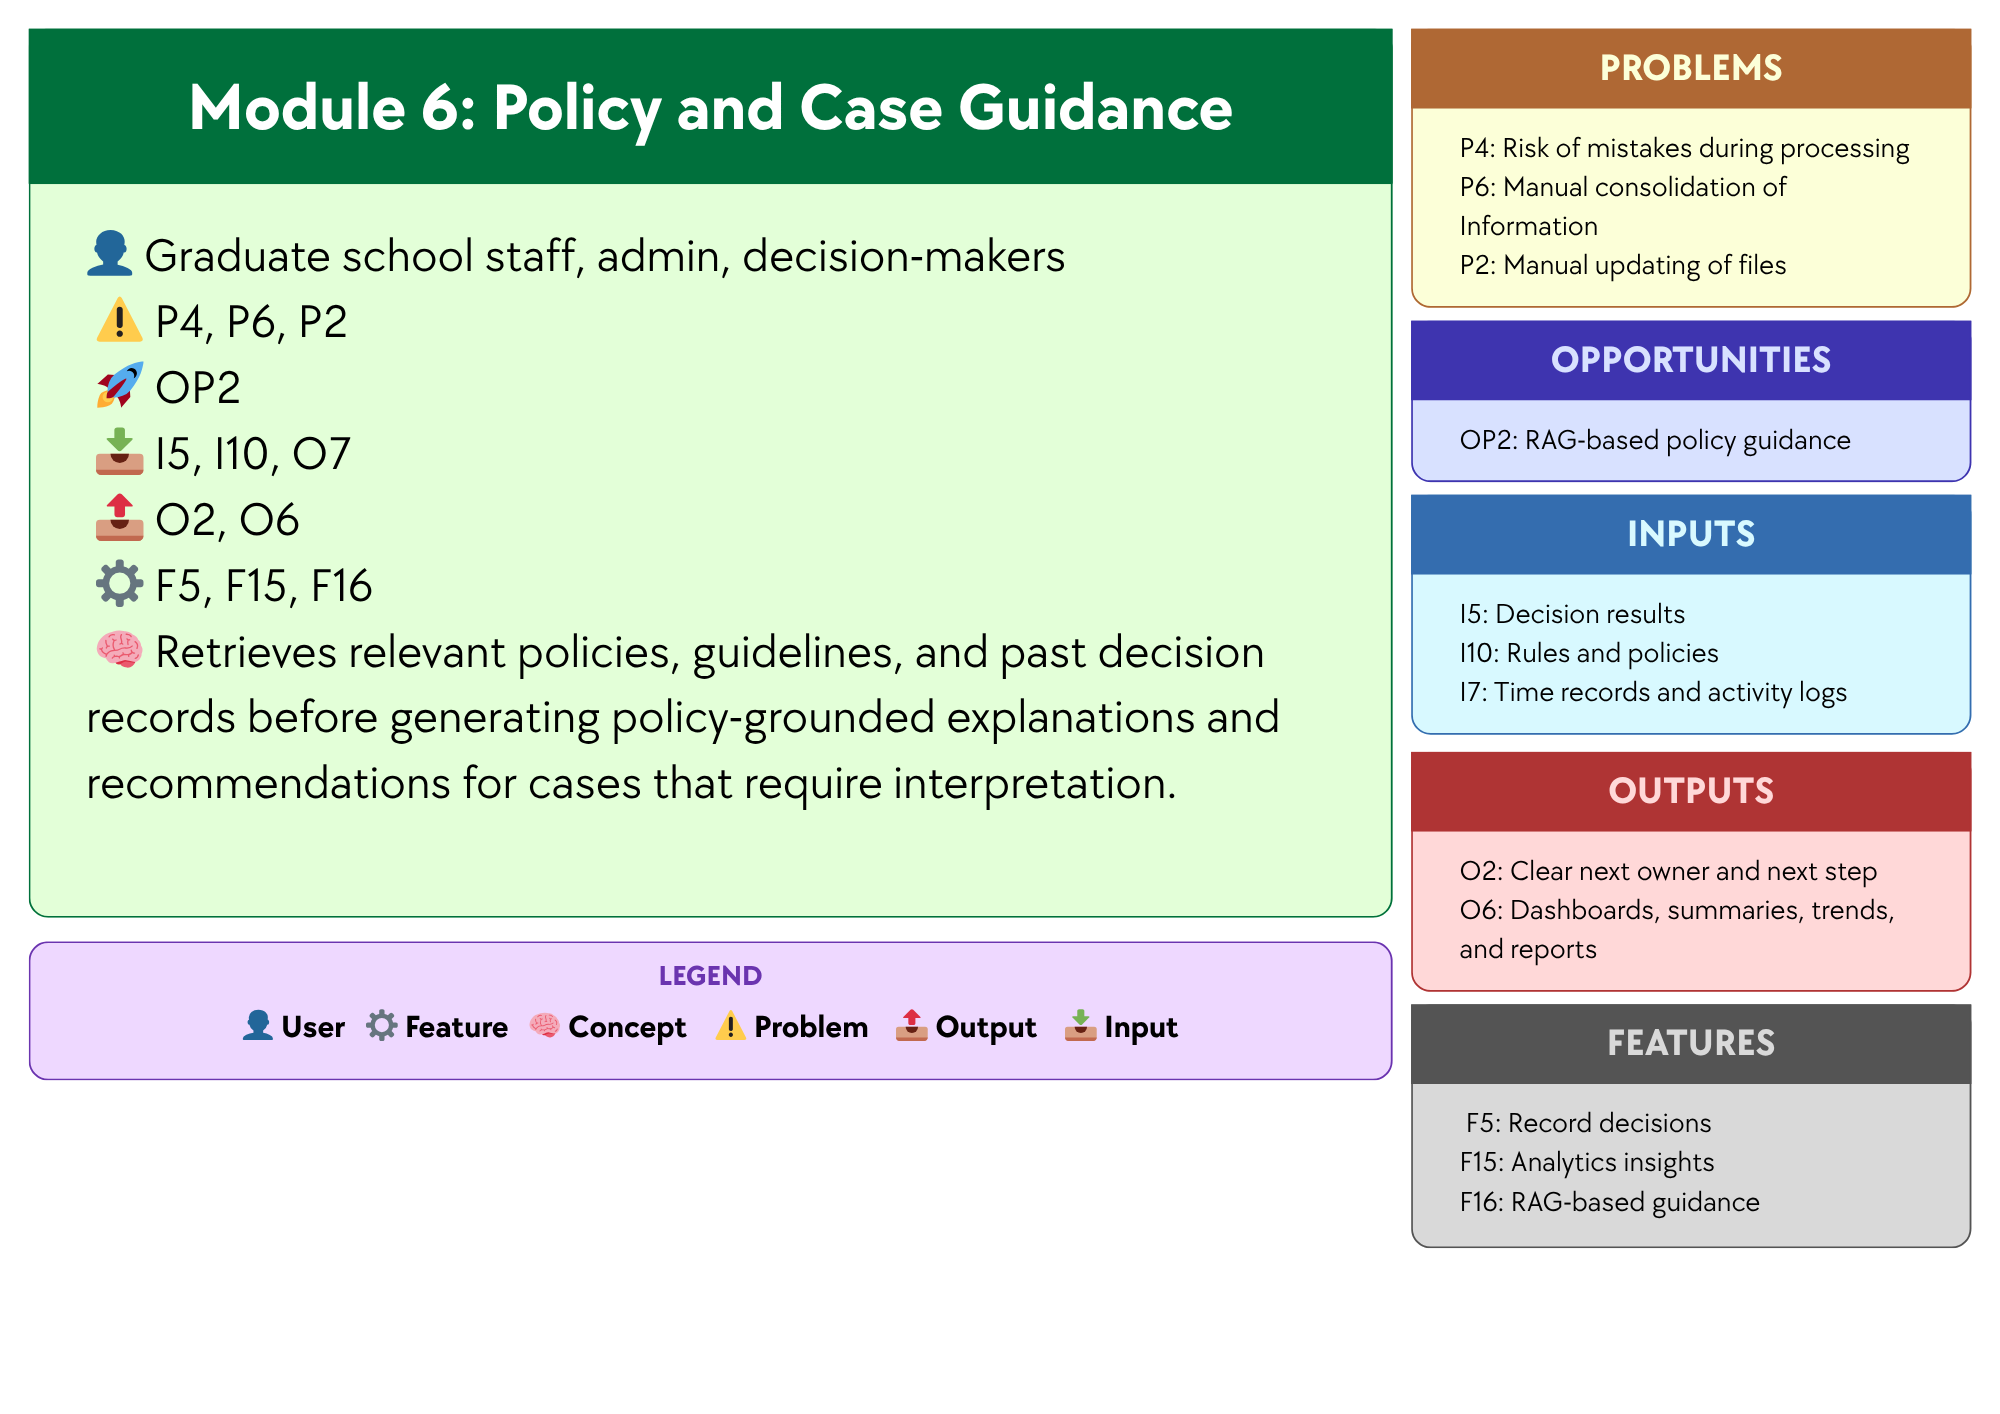 Module 6: Policy and Case Guidance
Graduate school staff, admin, decision-makers
P4, P6, P2
OP2
I5, I10, O7
O2, O6
F5, F15, F16
Retrieves relevant policies, guidelines, and past decision
records before generating policy-grounded explanations and
recommendations for cases that require interpretation.
LEGEND
User Feature Concept Problem Output Input
PROBLEMS
P4: Risk of mistakes during processing
P6: Manual consolidation of
Information
P2: Manual updating of files
OPPORTUNITIES
OP2: RAG-based policy guidance
INPUTS
I5: Decision results
I10: Rules and policies
I7: Time records and activity logs
OUTPUTS
O2: Clear next owner and next step
O6: Dashboards, summaries, trends,
and reports
FEATURES
F5: Record decisions
F15: Analytics insights
F16: RAG-based guidance